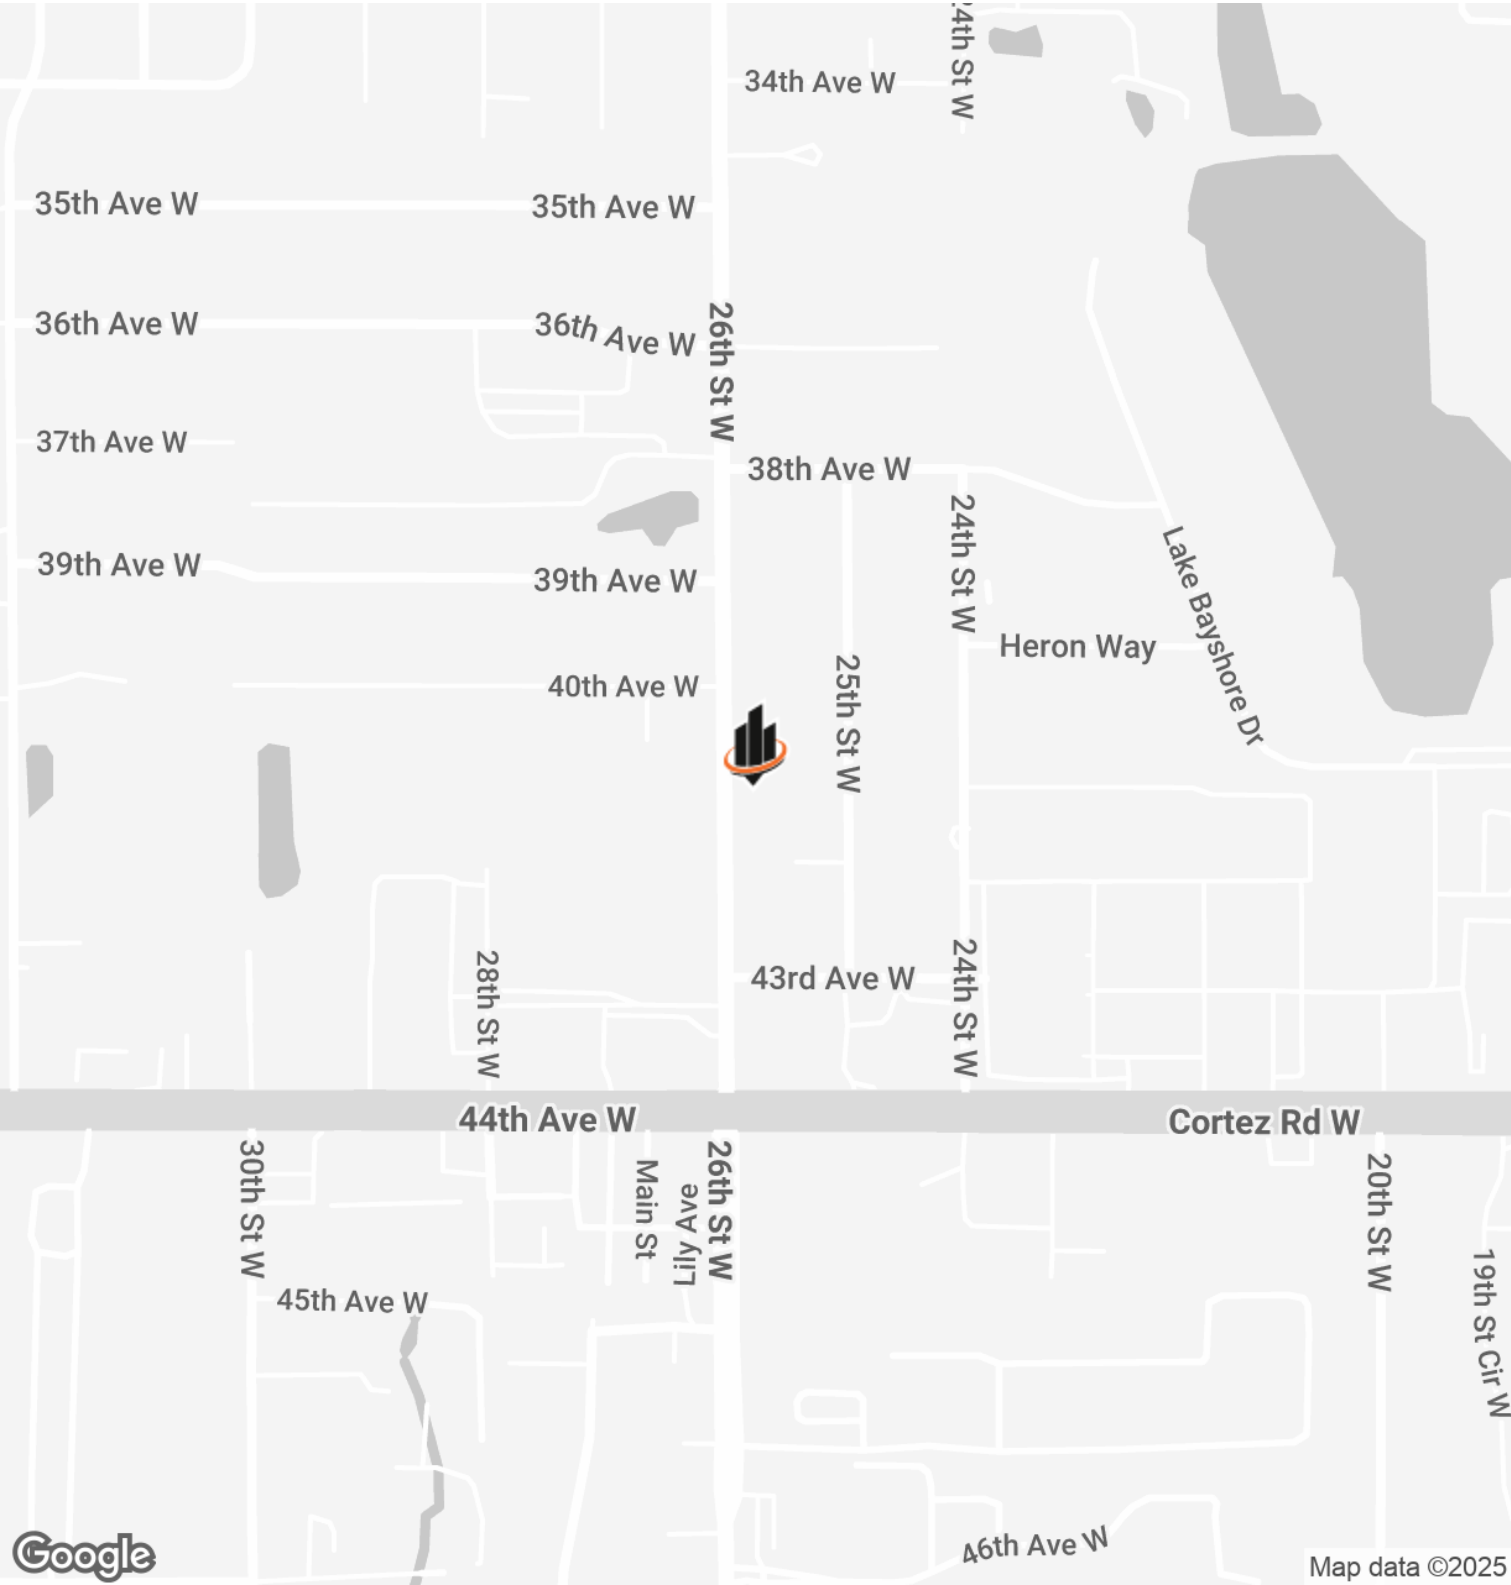 24th St W
34th Ave W
35th Ave W
35th Ave W
36th Ave W
36th Ave W
26th St W
37th Ave W
38th Ave W
24th St W
39th Ave W
39th Ave W
Lake Bayshore Dr
Heron Way
40th Ave W
25th St W
28th St W
43rd Ave W
24th St W
44th Ave W
Cortez Rd W
30th St W
Main St
Lily Ave
26th St W
20th St W
19th St Cir W
45th Ave W
46th Ave W
Google
Map data ©2025